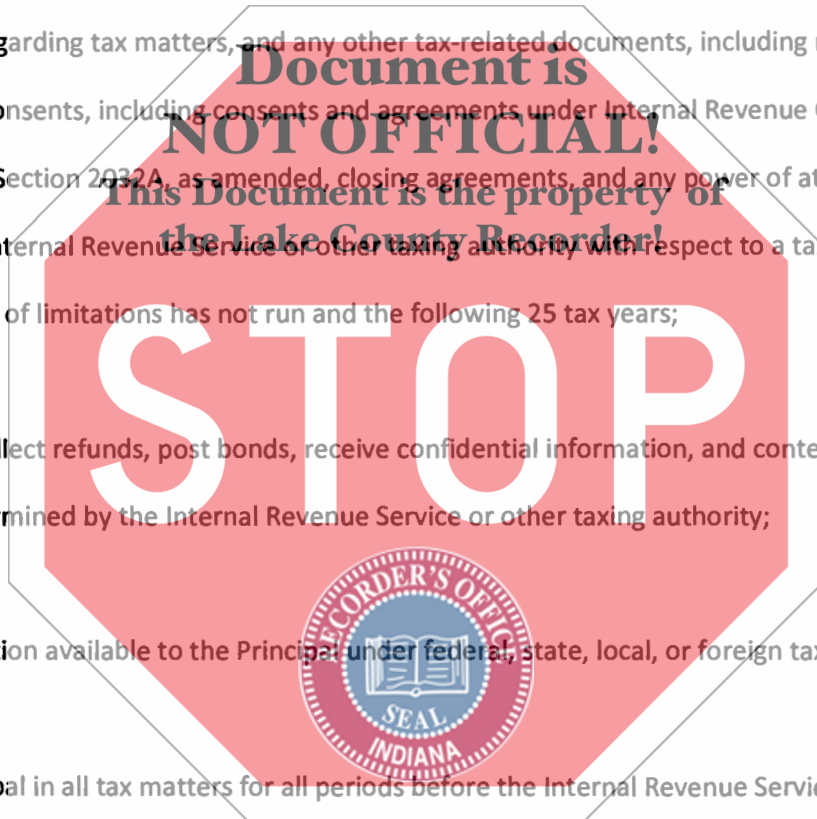 garding tax matters, and any other tax-related documents, including
Document is
onsents, including consents and agreements under Internal Revenue
NOT OFFICIAL!
Section 2032A, as amended, closing agreements, and any power of at
This Document is the property of
ternal Revenue Service or other taxing authority with respect to a ta
the Lake County Recorder!
of limitations has not run and the following 25 tax years;
STOP
llect refunds, post bonds, receive confidential information, and conte
rmined by the Internal Revenue Service or other taxing authority;
RECORDER'S OFFICE
tion available to the Principal under federal, state, local, or foreign tax
SEAL
INDIANA
pal in all tax matters for all periods before the Internal Revenue Servic